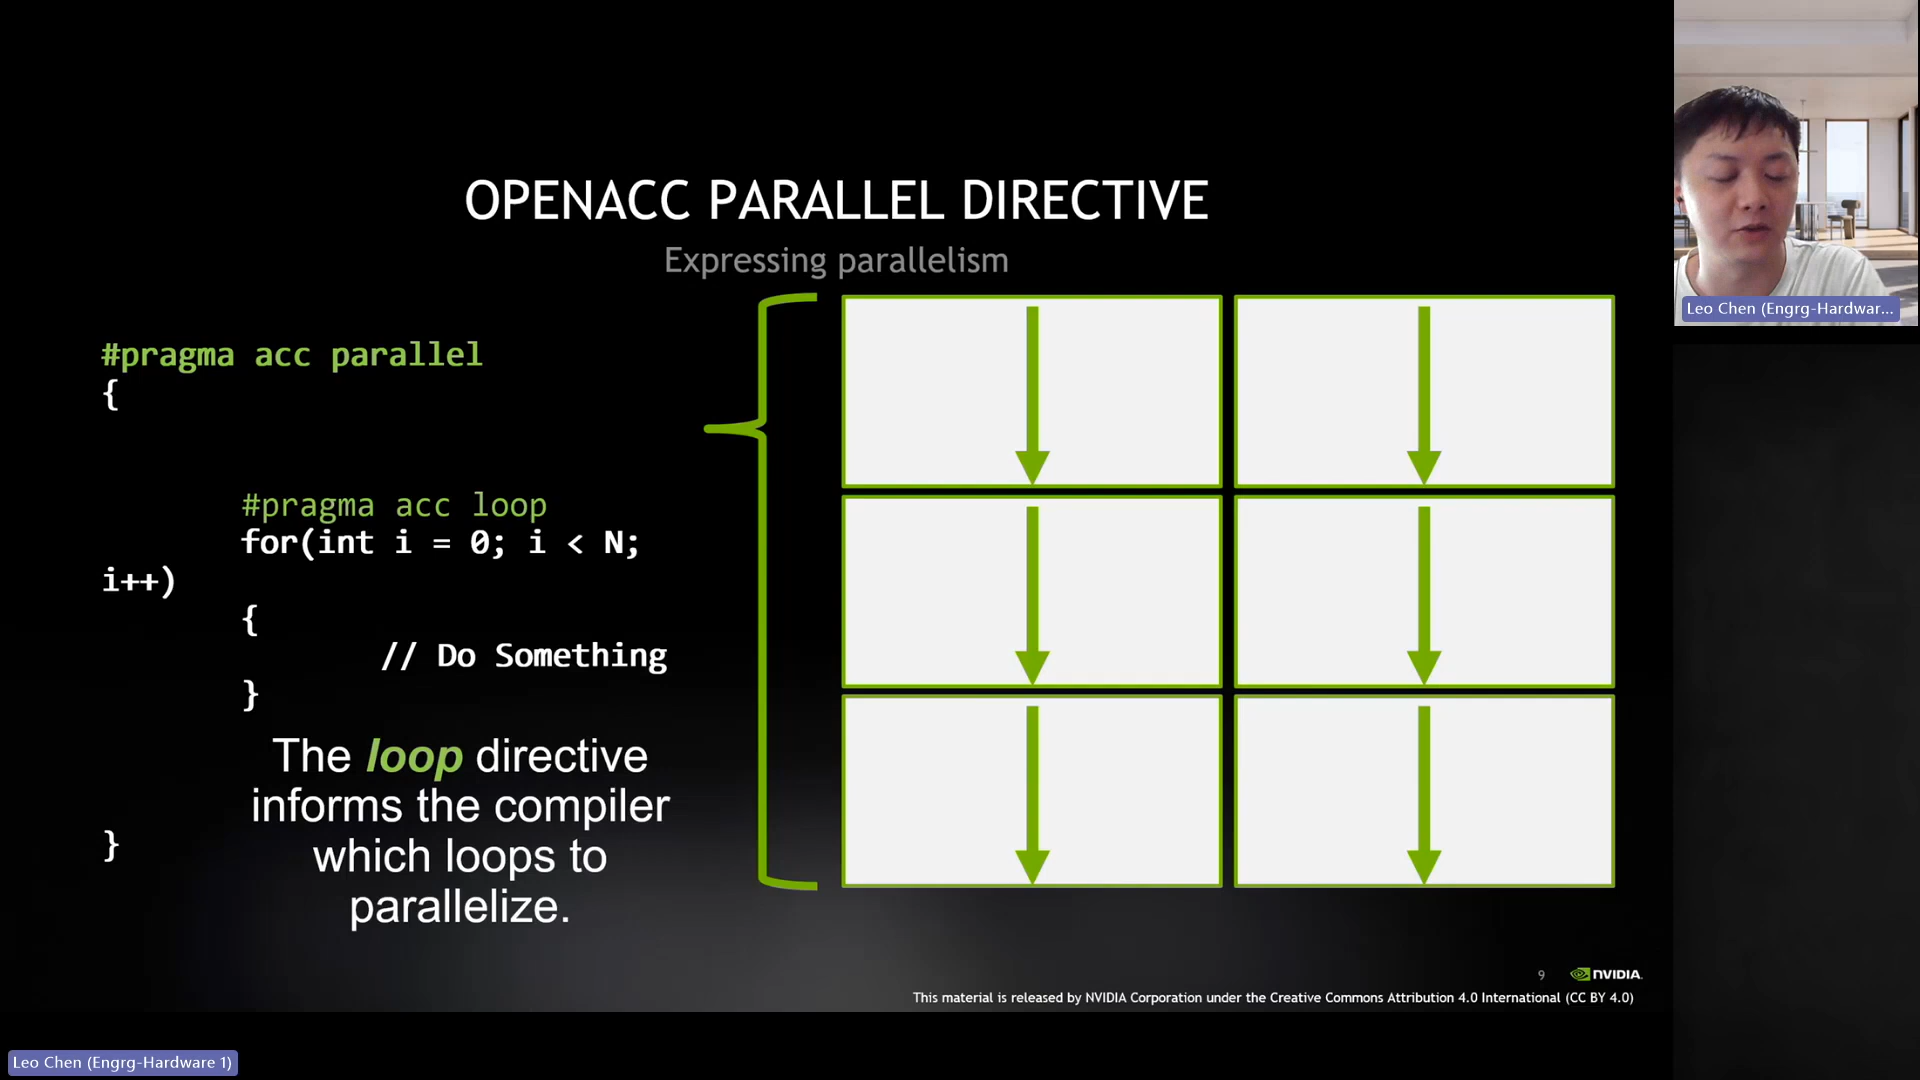 OPENACC PARALLEL DIRECTIVE
Expressing parallelism
#pragma acc parallel
{
#pragma acc loop
for(int i = 0; i < N;
i++)
{
// Do Something
}
The loop directive
informs the compiler
which loops to
parallelize.
}
9
NVIDIA.
This material is released by NVIDIA Corporation under the Creative Commons Attribution 4.0 International (CC BY 4.0)
Leo Chen (Engrg-Hardwar...
Leo Chen (Engrg-Hardware 1)